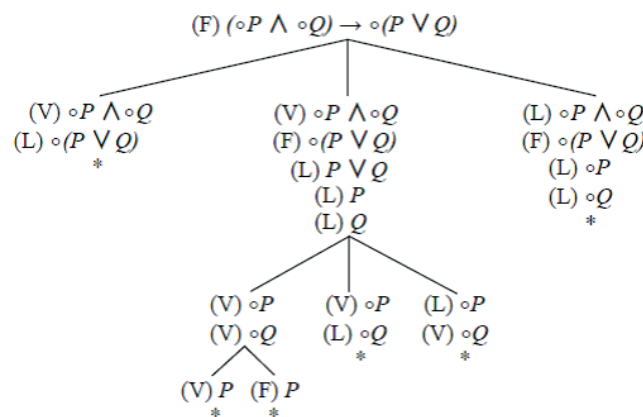 (F) (∘P ∧ ∘Q) → ∘(P ∨ Q)
(V) ∘P ∧ ∘Q
(L) ∘(P ∨ Q)
*
(V) ∘P ∧ ∘Q
(F) ∘(P ∨ Q)
(L) P ∨ Q
(L) P
(L) Q
(L) ∘P ∧ ∘Q
(F) ∘(P ∨ Q)
(L) ∘P
(L) ∘Q
*
(V) ∘P
(V) ∘Q
(V) ∘P
(L) ∘Q
*
(L) ∘P
(V) ∘Q
*
(V) P
*
(F) P
*